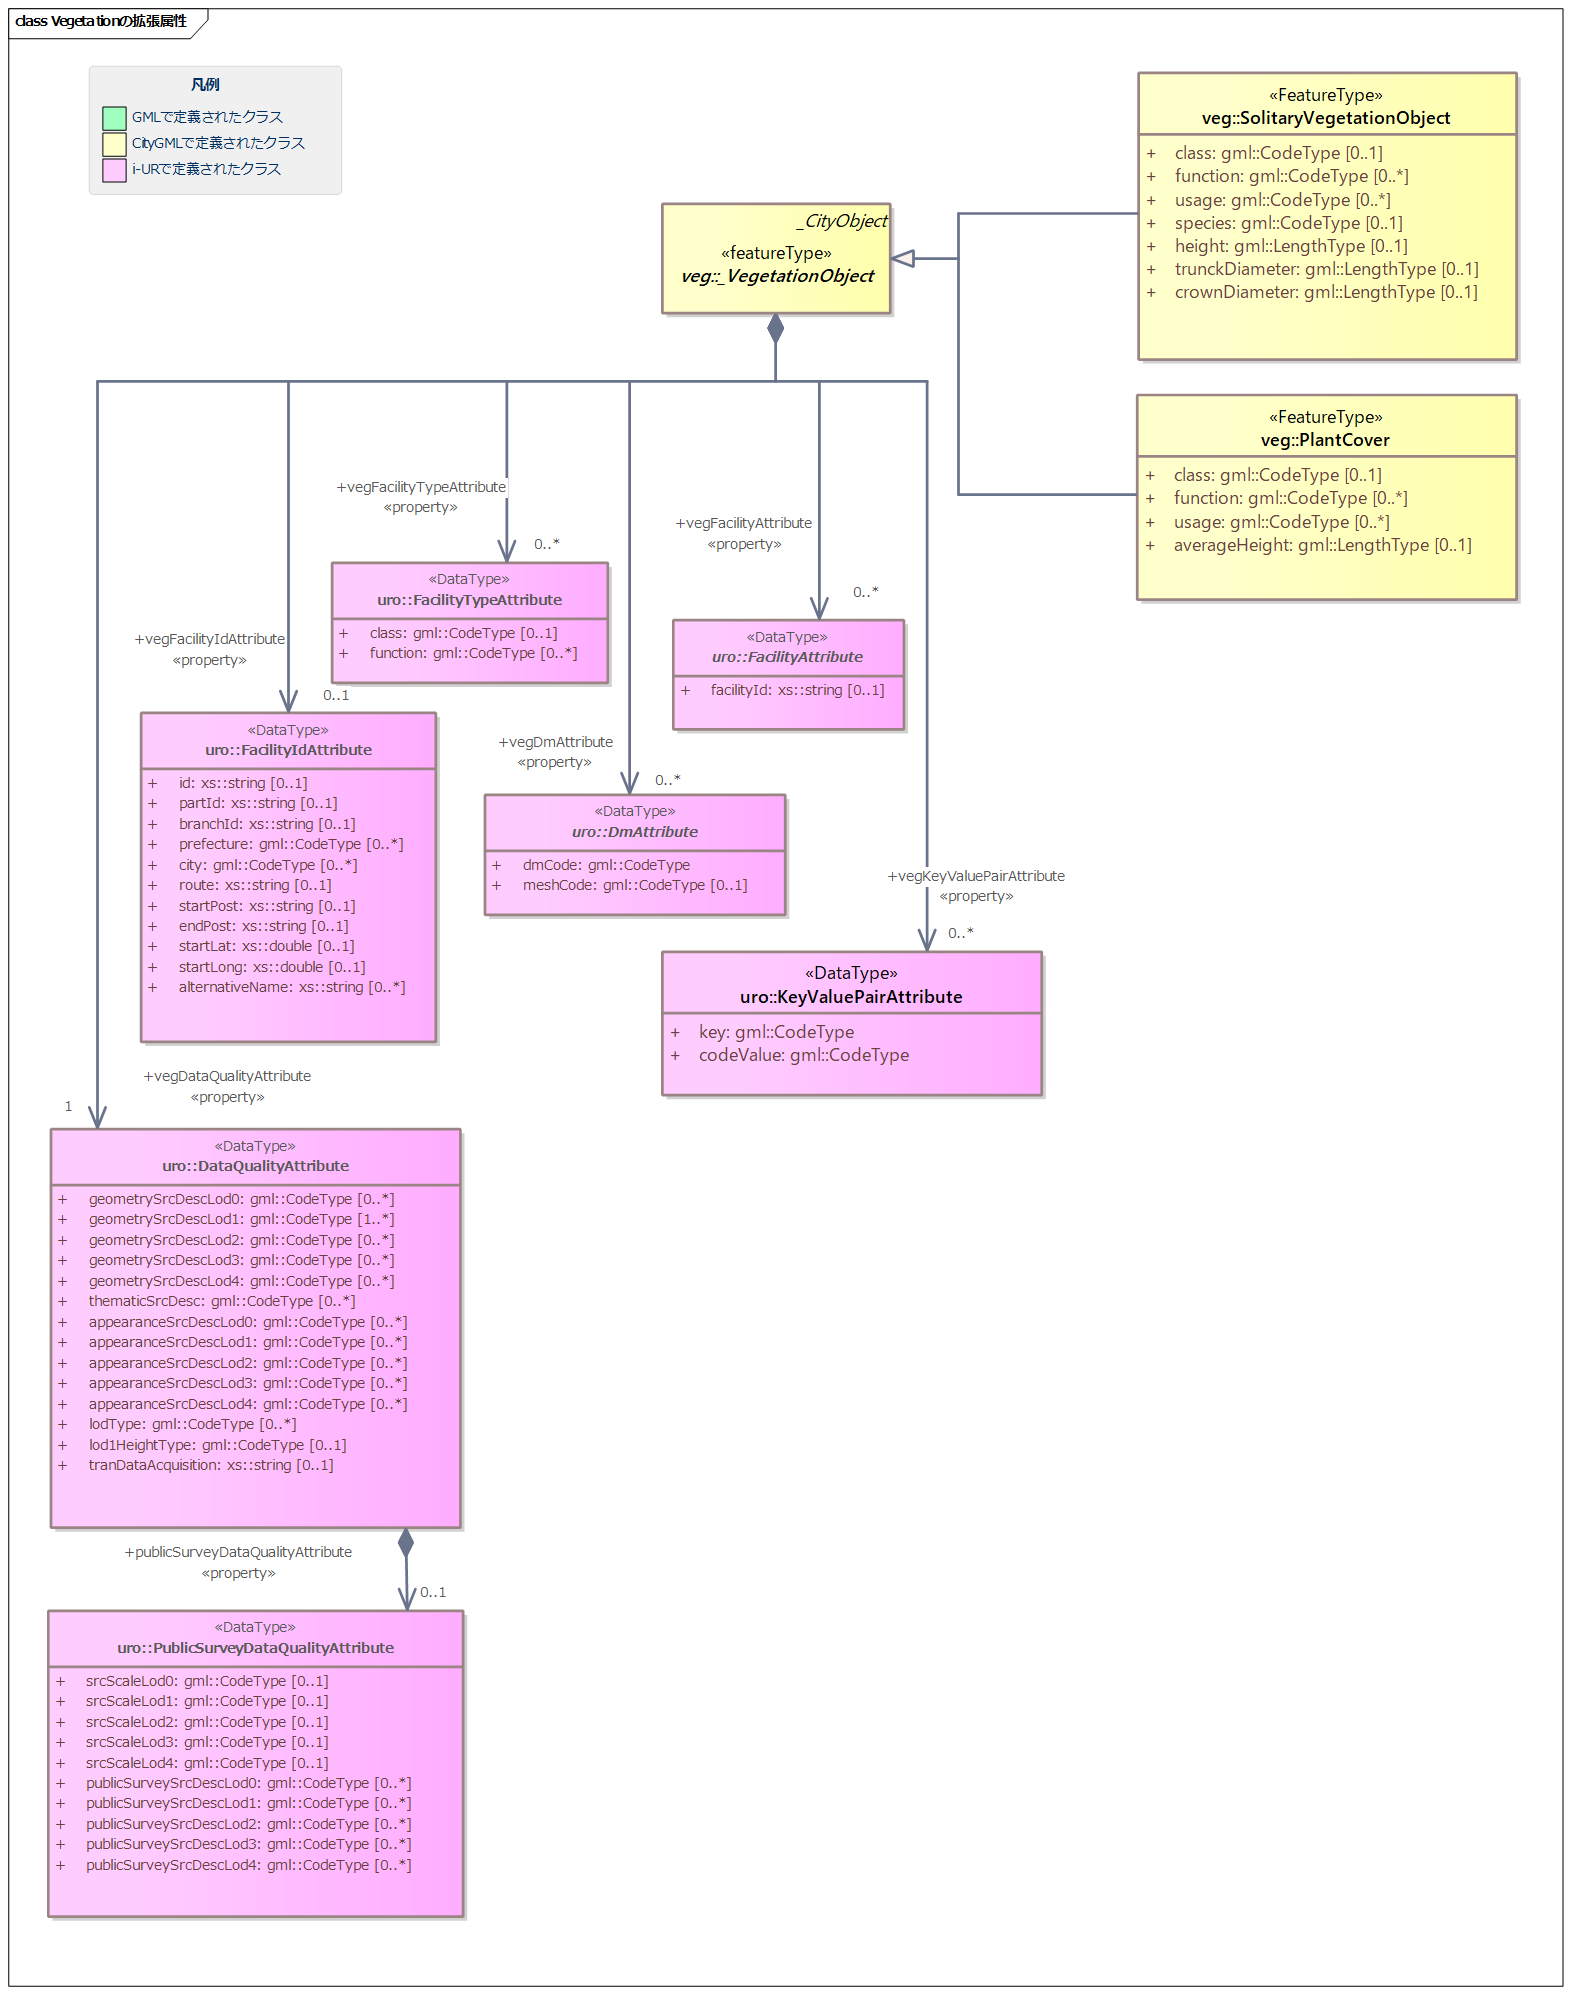 class Vegetationの拡張属性
凡例
GMLで定義されたクラス
CityGMLで定義されたクラス
i-URで定義されたクラス
«FeatureType»
veg::SolitaryVegetationObject
+ class: gml::CodeType [0..1]
+ function: gml::CodeType [0..*]
+ usage: gml::CodeType [0..*]
+ species: gml::CodeType [0..1]
+ height: gml::LengthType [0..1]
+ trunckDiameter: gml::LengthType [0..1]
+ crownDiameter: gml::LengthType [0..1]
_CityObject
«featureType»
veg::_VegetationObject
«FeatureType»
veg::PlantCover
+ class: gml::CodeType [0..1]
+ function: gml::CodeType [0..*]
+ usage: gml::CodeType [0..*]
+ averageHeight: gml::LengthType [0..1]
+vegFacilityTypeAttribute
«property»
0..*
«DataType»
uro::FacilityTypeAttribute
+ class: gml::CodeType [0..1]
+ function: gml::CodeType [0..*]
+vegFacilityAttribute
«property»
0..*
«DataType»
uro::FacilityAttribute
+ facilityId: xs::string [0..1]
+vegFacilityIdAttribute
«property»
0..1
«DataType»
uro::FacilityIdAttribute
+ id: xs::string [0..1]
+ partId: xs::string [0..1]
+ branchId: xs::string [0..1]
+ prefecture: gml::CodeType [0..*]
+ city: gml::CodeType [0..*]
+ route: xs::string [0..1]
+ startPost: xs::string [0..1]
+ endPost: xs::string [0..1]
+ startLat: xs::double [0..1]
+ startLong: xs::double [0..1]
+ alternativeName: xs::string [0..*]
+vegDmAttribute
«property»
0..*
«DataType»
uro::DmAttribute
+ dmCode: gml::CodeType
+ meshCode: gml::CodeType [0..1]
+vegKeyValuePairAttribute
«property»
0..*
«DataType»
uro::KeyValuePairAttribute
+ key: gml::CodeType
+ codeValue: gml::CodeType
+vegDataQualityAttribute
«property»
1
«DataType»
uro::DataQualityAttribute
+ geometrySrcDescLod0: gml::CodeType [0..*]
+ geometrySrcDescLod1: gml::CodeType [1..*]
+ geometrySrcDescLod2: gml::CodeType [0..*]
+ geometrySrcDescLod3: gml::CodeType [0..*]
+ geometrySrcDescLod4: gml::CodeType [0..*]
+ thematicSrcDesc: gml::CodeType [0..*]
+ appearanceSrcDescLod0: gml::CodeType [0..*]
+ appearanceSrcDescLod1: gml::CodeType [0..*]
+ appearanceSrcDescLod2: gml::CodeType [0..*]
+ appearanceSrcDescLod3: gml::CodeType [0..*]
+ appearanceSrcDescLod4: gml::CodeType [0..*]
+ lodType: gml::CodeType [0..*]
+ lod1HeightType: gml::CodeType [0..1]
+ tranDataAcquisition: xs::string [0..1]
+publicSurveyDataQualityAttribute
«property»
0..1
«DataType»
uro::PublicSurveyDataQualityAttribute
+ srcScaleLod0: gml::CodeType [0..1]
+ srcScaleLod1: gml::CodeType [0..1]
+ srcScaleLod2: gml::CodeType [0..1]
+ srcScaleLod3: gml::CodeType [0..1]
+ srcScaleLod4: gml::CodeType [0..1]
+ publicSurveySrcDescLod0: gml::CodeType [0..*]
+ publicSurveySrcDescLod1: gml::CodeType [0..*]
+ publicSurveySrcDescLod2: gml::CodeType [0..*]
+ publicSurveySrcDescLod3: gml::CodeType [0..*]
+ publicSurveySrcDescLod4: gml::CodeType [0..*]